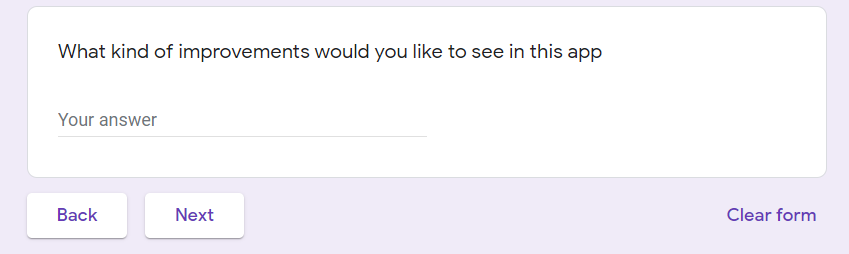 What kind of improvements would you like to see in this app
Your answer
Back
Next
Clear form